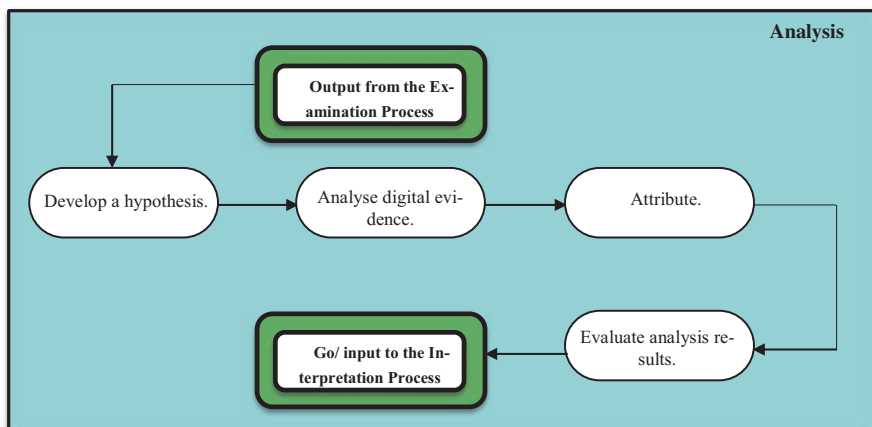 Analysis
Output from the Ex-
amination Process
Develop a hypothesis.
Analyse digital evi-
dence.
Attribute.
Evaluate analysis re-
sults.
Go/ input to the In-
terpretation Process